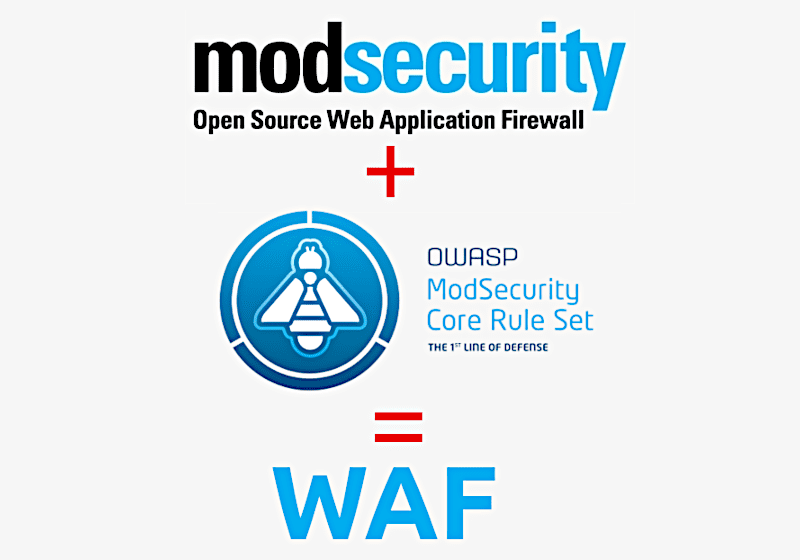 modsecurity
Open Source Web Application Firewall
+
OWASP
ModSecurity
Core Rule Set
THE 1ST LINE OF DEFENSE
=
WAF